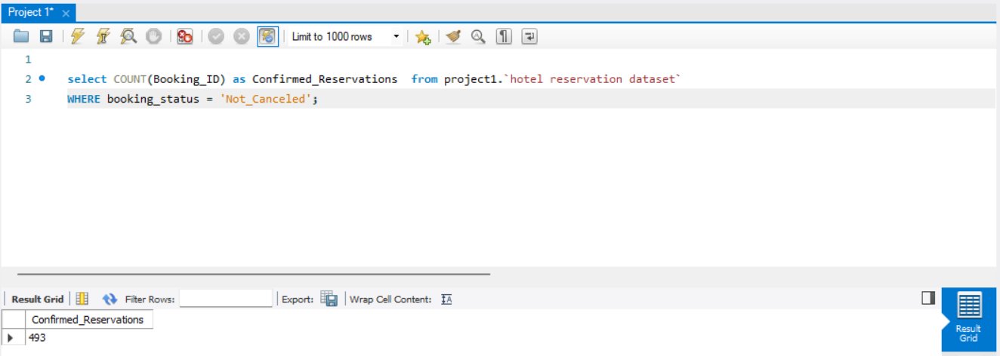 Project 1*
Limit to 1000 rows
1
2 select COUNT(Booking_ID) as Confirmed_Reservations  from project1.`hotel reservation dataset`
3 WHERE booking_status = 'Not_Canceled';
Result Grid Filter Rows: Export: Wrap Cell Content: IA
Confirmed_Reservations
493
Result
Grid